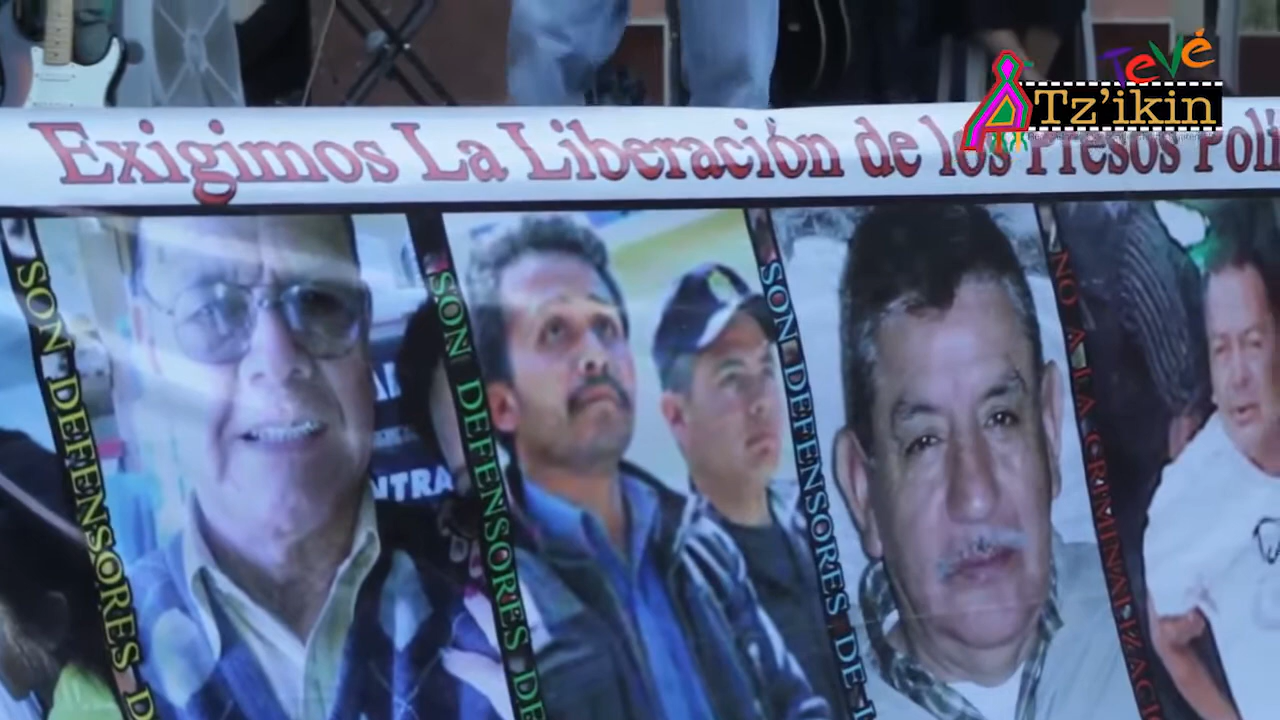 TeVé
Tz'ikin
Exigimos La Liberación de los Presos Polí
SON DEFENSORES D
SON DEFENSORES DE
SON DEFENSORES DE
NO A LA CRIMINALIZACI
NTRA